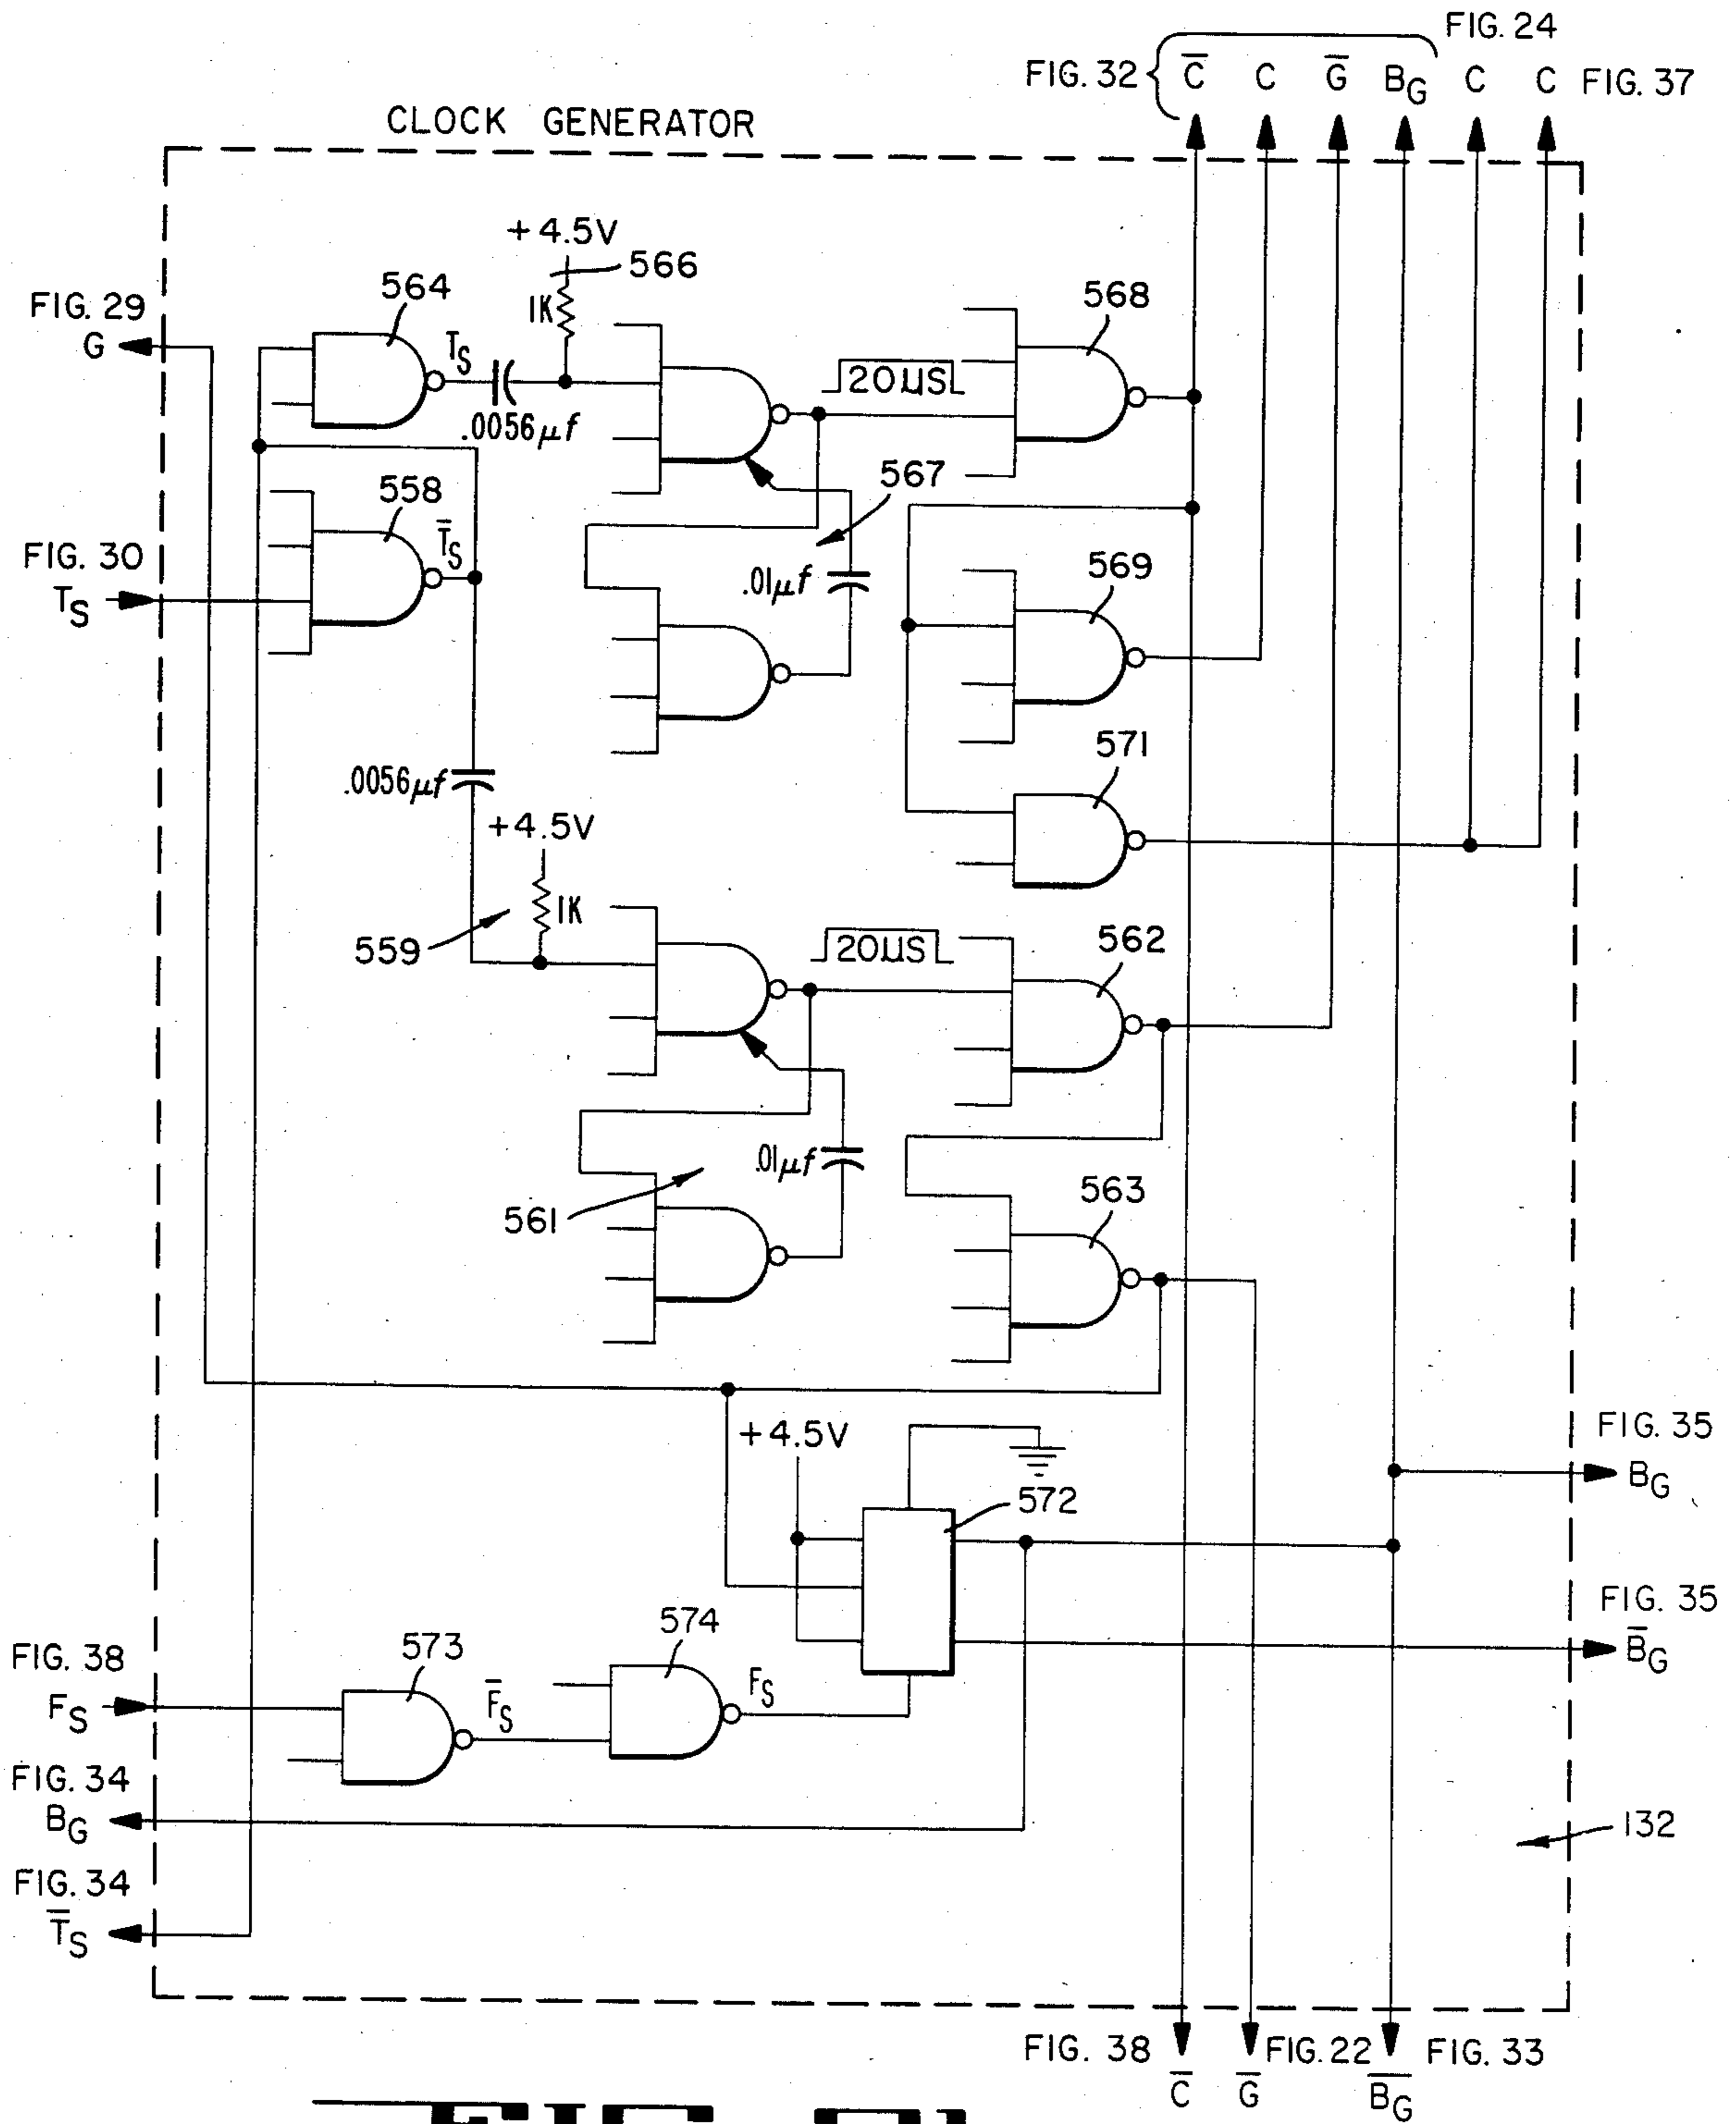 FIG. 24
FIG. 32 { C̅ C G̅ B_G C C FIG. 37
CLOCK GENERATOR
+4.5V
566
564
568
FIG. 29
G
1K
T_S
20µS
.0056µf
567
558
T̅_S
FIG. 30
T_S
569
.01µf
571
.0056µf
+4.5V
1K
559
20µS
562
.01µf
561
563
+4.5V
FIG. 35
B_G
572
FIG. 35
B̅_G
574
573
FIG. 38
F_S
F̅_S
F_S
FIG. 34
B_G
132
FIG. 34
T̅_S
FIG. 38 C̅ G̅ FIG. 22 B̅_G̅ FIG. 33